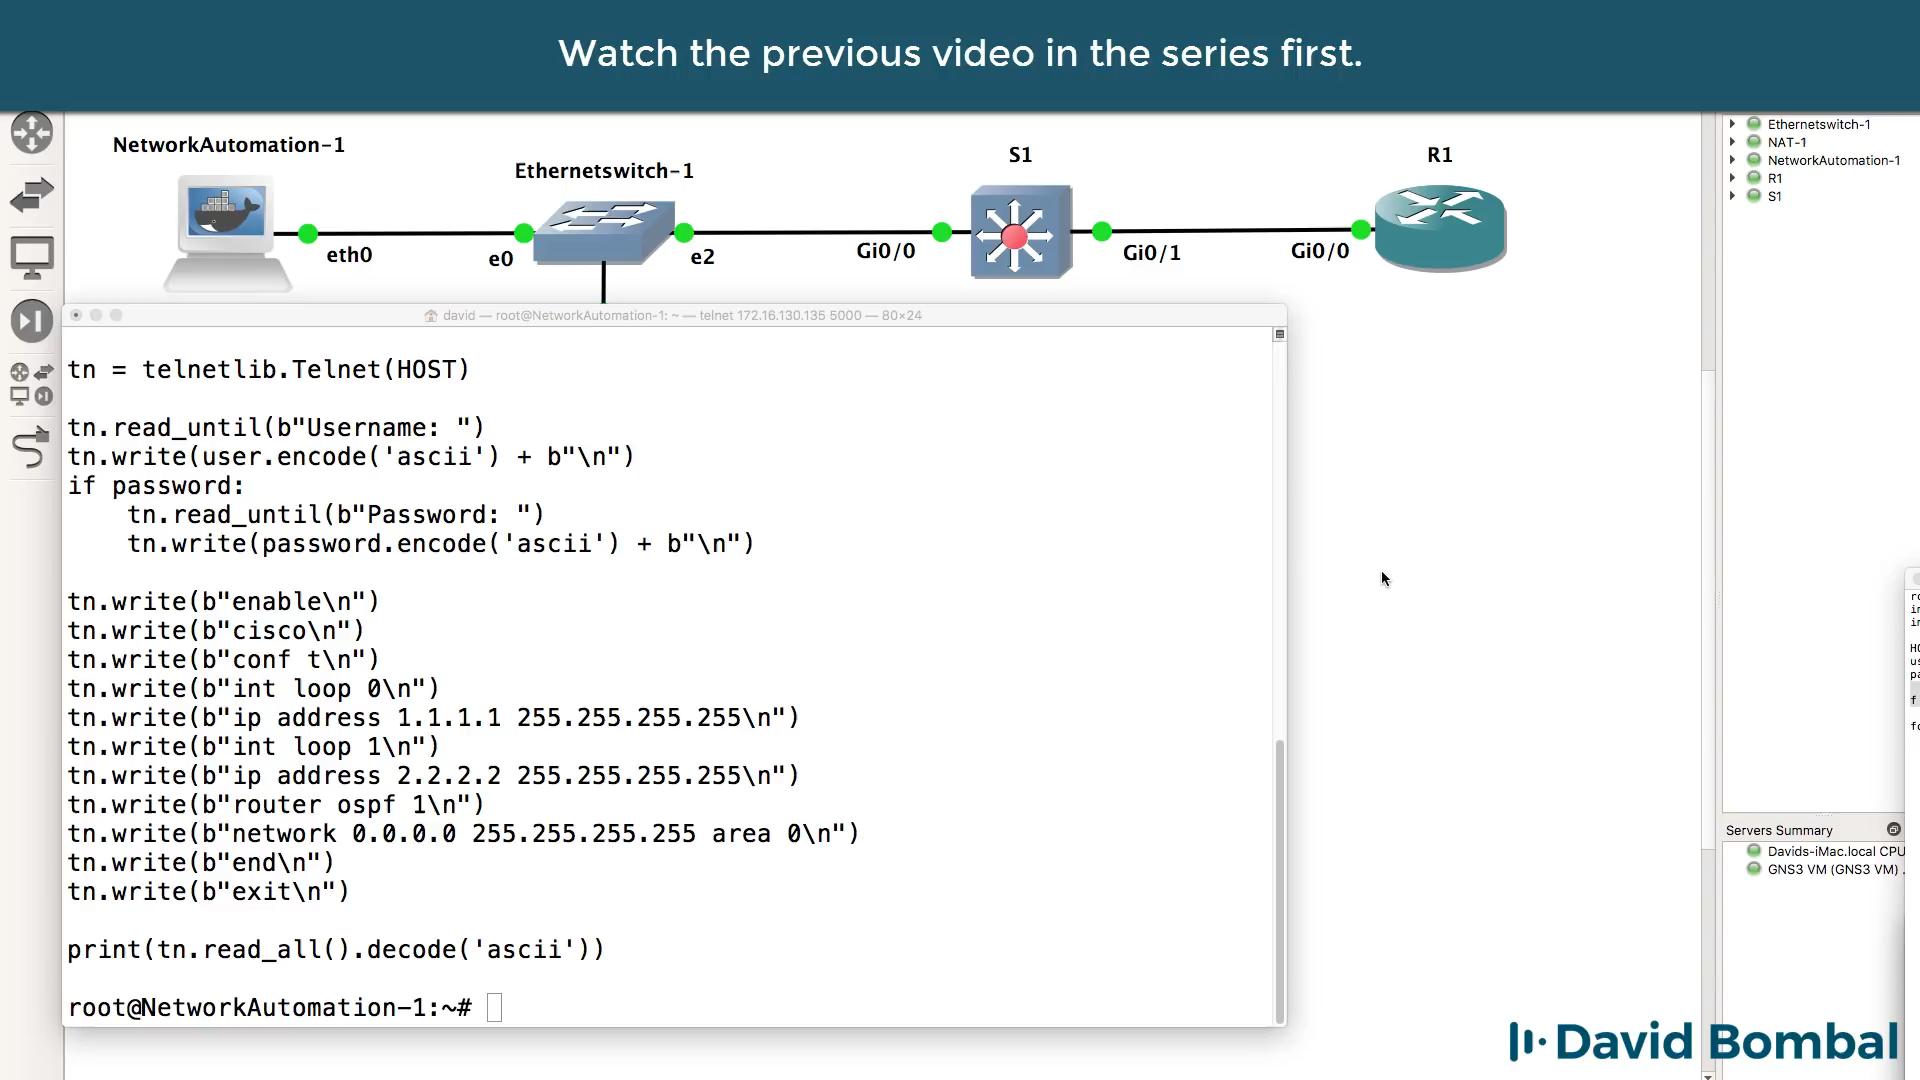 Watch the previous video in the series first.
NetworkAutomation-1
Ethernetswitch-1
S1
R1
eth0
e0
e2
Gi0/0
Gi0/1
Gi0/0
Ethernetswitch-1
NAT-1
NetworkAutomation-1
R1
S1
david — root@NetworkAutomation-1: ~ — telnet 172.16.130.135 5000 — 80×24
tn = telnetlib.Telnet(HOST)
tn.read_until(b"Username: ")
tn.write(user.encode('ascii') + b"\n")
if password:
    tn.read_until(b"Password: ")
    tn.write(password.encode('ascii') + b"\n")
tn.write(b"enable\n")
tn.write(b"cisco\n")
tn.write(b"conf t\n")
tn.write(b"int loop 0\n")
tn.write(b"ip address 1.1.1.1 255.255.255.255\n")
tn.write(b"int loop 1\n")
tn.write(b"ip address 2.2.2.2 255.255.255.255\n")
tn.write(b"router ospf 1\n")
tn.write(b"network 0.0.0.0 255.255.255.255 area 0\n")
tn.write(b"end\n")
tn.write(b"exit\n")
print(tn.read_all().decode('ascii'))
root@NetworkAutomation-1:~#
Servers Summary
Davids-iMac.local CPU
GNS3 VM (GNS3 VM)
David Bombal